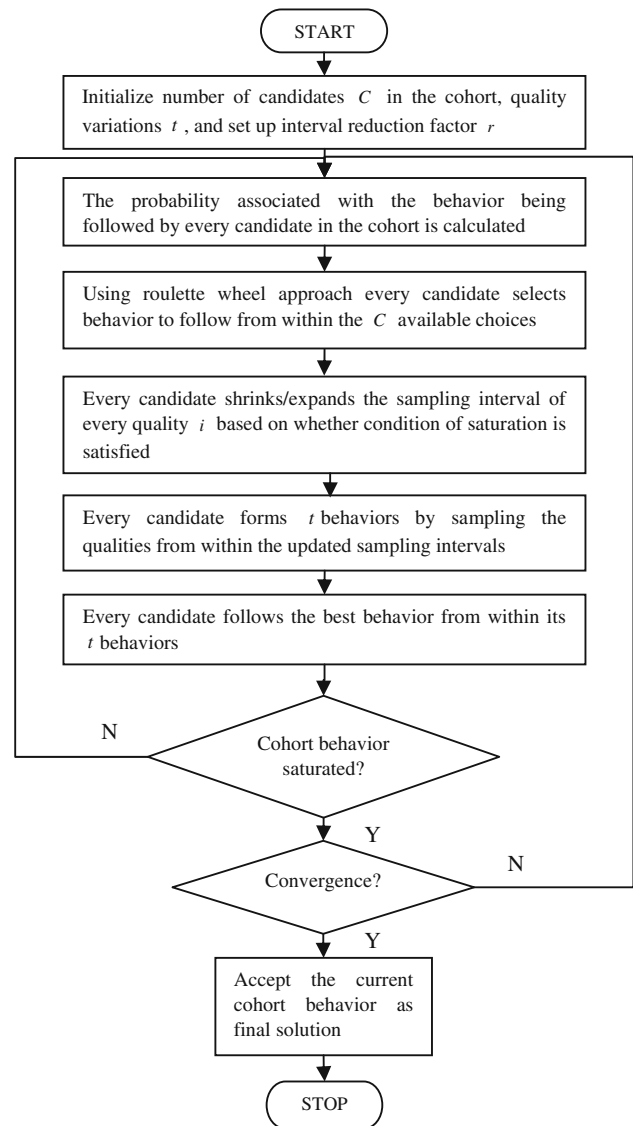 START
Initialize number of candidates C in the cohort, quality
variations t , and set up interval reduction factor r
The probability associated with the behavior being
followed by every candidate in the cohort is calculated
Using roulette wheel approach every candidate selects
behavior to follow from within the C available choices
Every candidate shrinks/expands the sampling interval of
every quality i based on whether condition of saturation is
satisfied
Every candidate forms t behaviors by sampling the
qualities from within the updated sampling intervals
Every candidate follows the best behavior from within its
t behaviors
N
Cohort behavior
saturated?
Y
N
Convergence?
Y
Accept the current
cohort behavior as
final solution
STOP